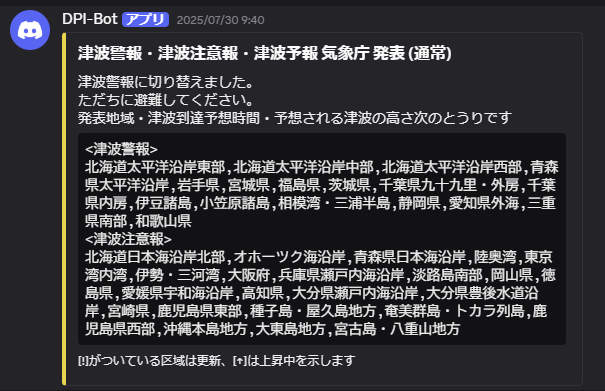 DPI-Bot アプリ 2025/07/30 9:40
津波警報・津波注意報・津波予報 気象庁 発表 (通常)
津波警報に切り替えました。
ただちに避難してください。
発表地域・津波到達予想時間・予想される津波の高さ次のとうりです
<津波警報>
北海道太平洋沿岸東部,北海道太平洋沿岸中部,北海道太平洋沿岸西部,青森
県太平洋沿岸,岩手県,宮城県,福島県,茨城県,千葉県九十九里・外房,千葉
県内房,伊豆諸島,小笠原諸島,相模湾・三浦半島,静岡県,愛知県外海,三重
県南部,和歌山県
<津波注意報>
北海道日本海沿岸北部,オホーツク海沿岸,青森県日本海沿岸,陸奥湾,東京
湾内湾,伊勢・三河湾,大阪府,兵庫県瀬戸内海沿岸,淡路島南部,岡山県,徳
島県,愛媛県宇和海沿岸,高知県,大分県瀬戸内海沿岸,大分県豊後水道沿
岸,宮崎県,鹿児島県東部,種子島・屋久島地方,奄美群島・トカラ列島,鹿
児島県西部,沖縄本島地方,大東島地方,宮古島・八重山地方
[!]がついている区域は更新、[↑]は上昇中を示します